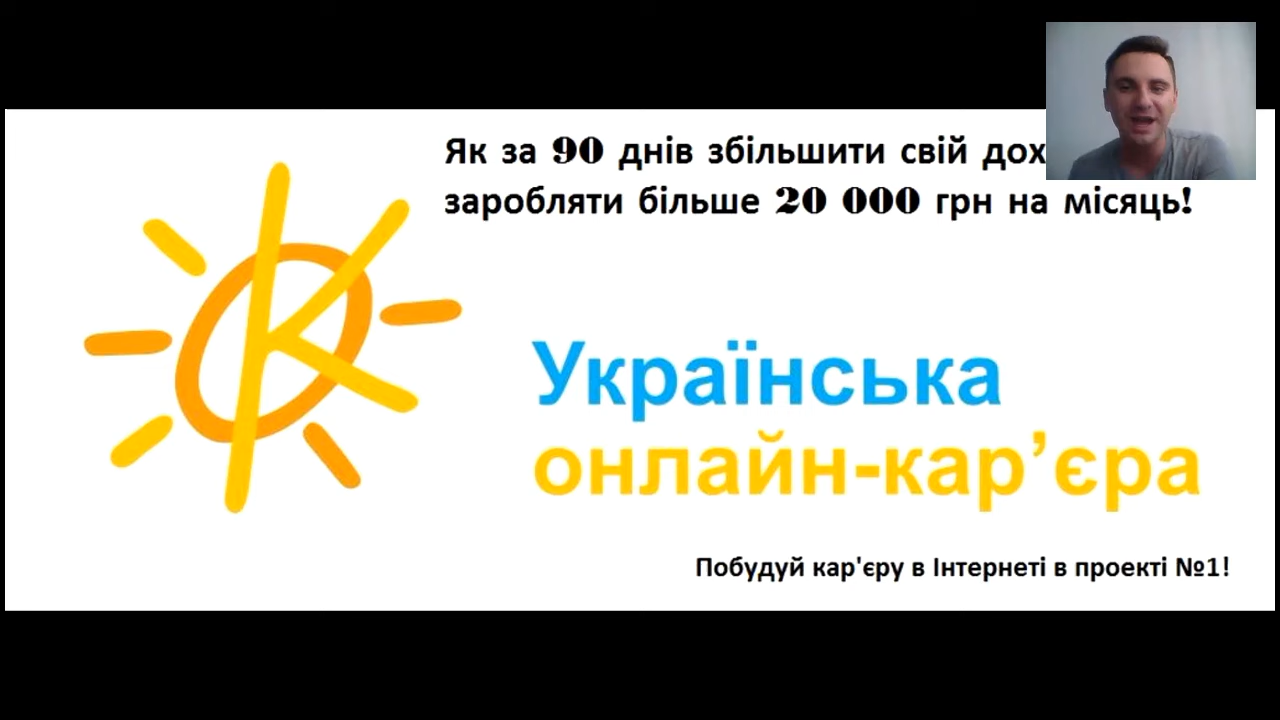 Як за 90 днів збільшити свій дох
заробляти більше 20 000 грн на місяць!
Українська
онлайн-кар’єра
Побудуй кар'єру в Інтернеті в проекті №1!